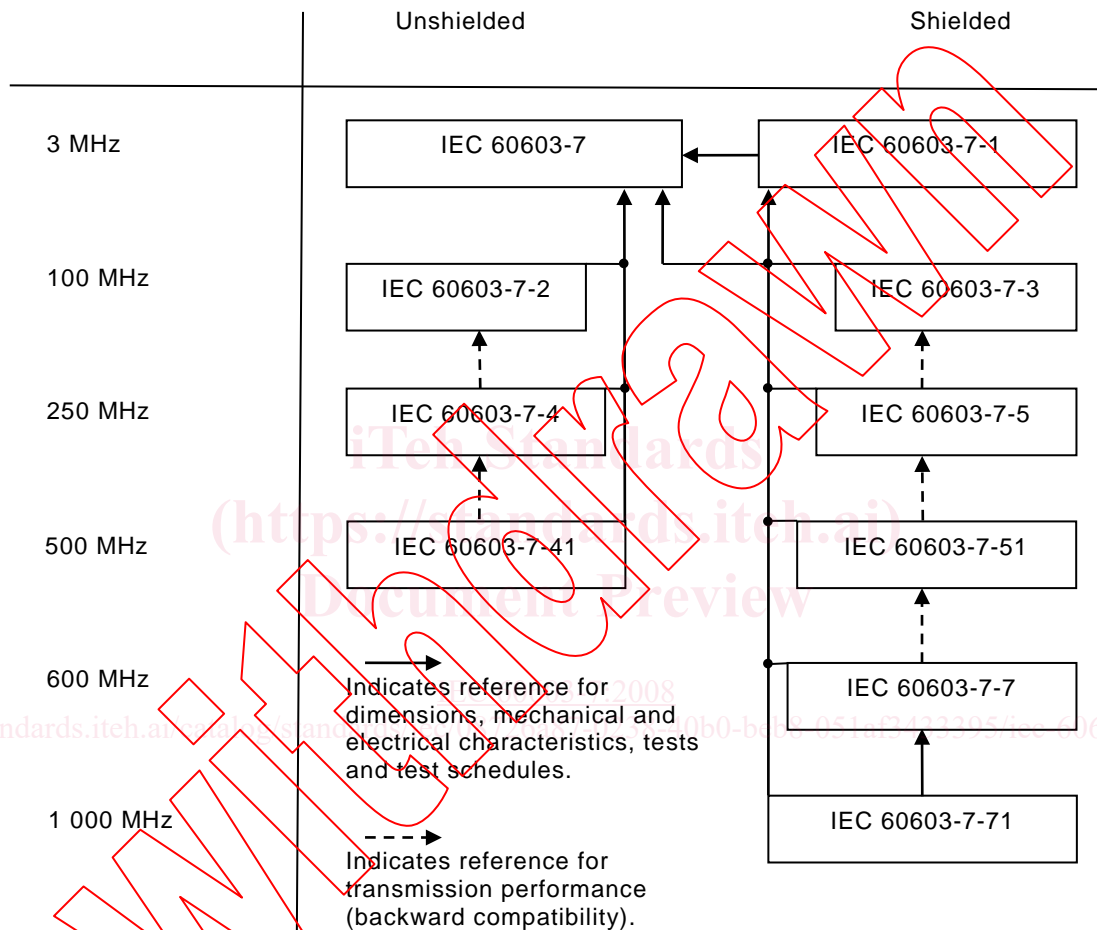 Unshielded
Shielded
3 MHz
IEC 60603-7
IEC 60603-7-1
100 MHz
IEC 60603-7-2
IEC 60603-7-3
250 MHz
IEC 60603-7-4
IEC 60603-7-5
iTeh Standards
(https://standards.iteh.ai)
500 MHz
IEC 60603-7-41
IEC 60603-7-51
Document Preview
600 MHz
IEC 60603-7-7
Indicates reference for
dimensions, mechanical and
electrical characteristics, tests
and test schedules.
1 000 MHz
IEC 60603-7-71
Indicates reference for
transmission performance
(backward compatibility).
Withdrawn